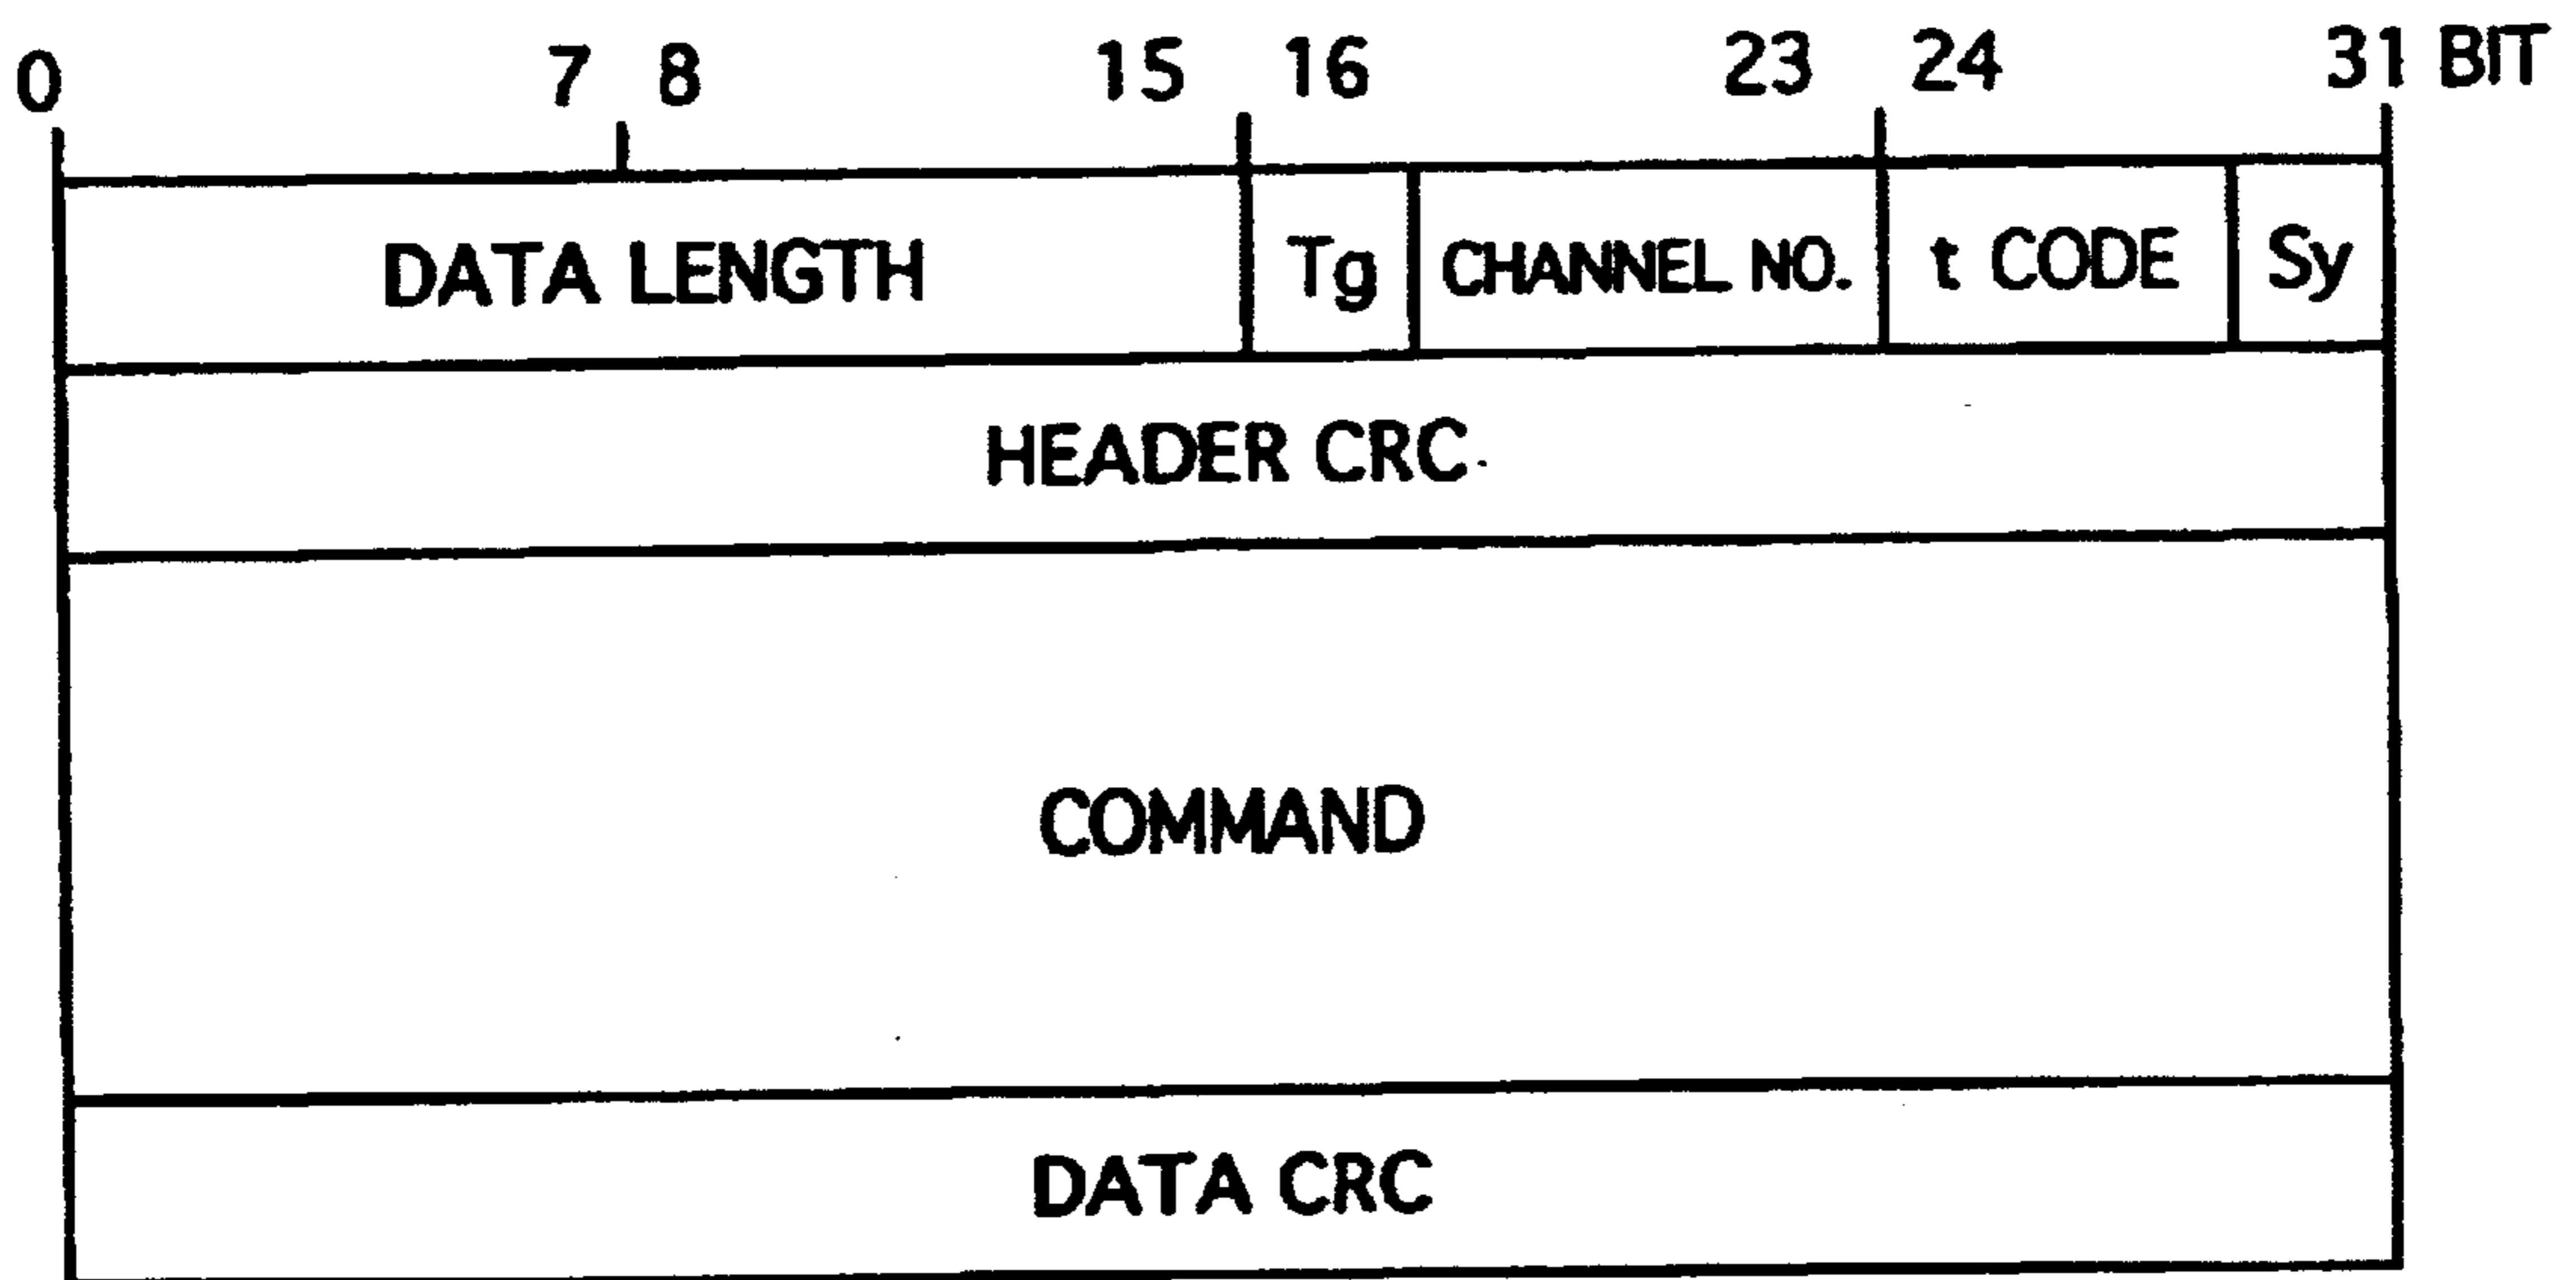 0 7 8 15 16 23 24 31 BIT
DATA LENGTH Tg CHANNEL NO. t CODE Sy
HEADER CRC
COMMAND
DATA CRC